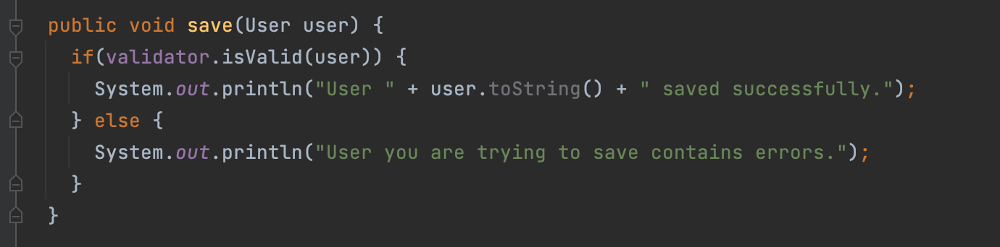 public void save(User user) {
if(validator.isValid(user)) {
System.out.println("User " + user.toString() + " saved successfully.");
} else {
System.out.println("User you are trying to save contains errors.");
}
}